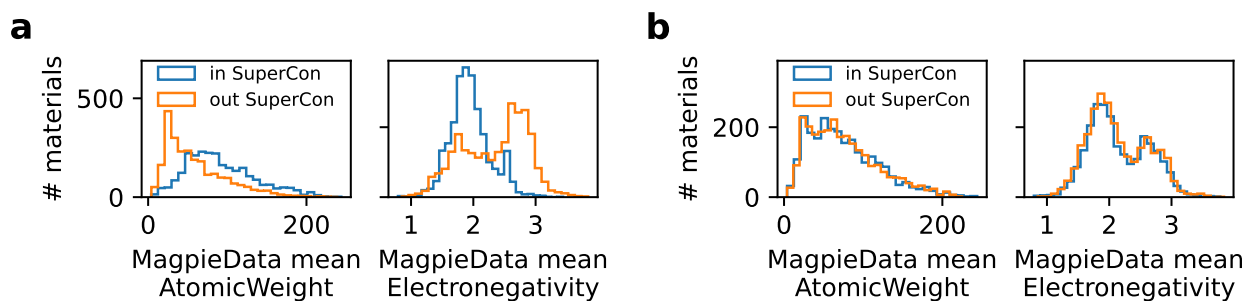 a
# materials
500
0
in SuperCon
out SuperCon
0
200
MagpieData mean
AtomicWeight
1
2
3
MagpieData mean
Electronegativity
b
# materials
200
0
in SuperCon
out SuperCon
0
200
MagpieData mean
AtomicWeight
1
2
3
MagpieData mean
Electronegativity